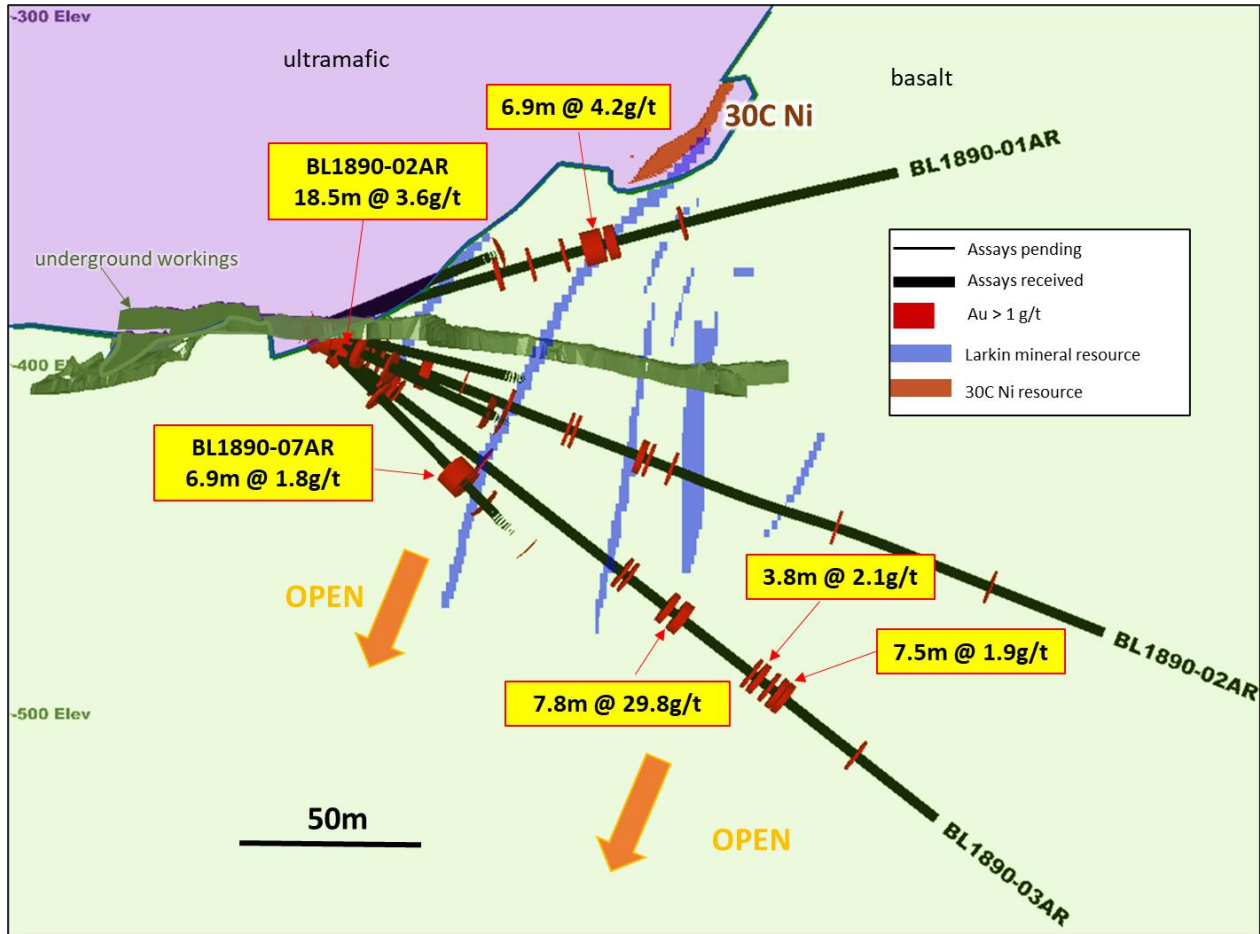 -300 Elev
ultramafic
basalt
6.9m @ 4.2g/t
30C Ni
BL1890-01AR
BL1890-02AR
18.5m @ 3.6g/t
underground workings
Assays pending
Assays received
Au > 1 g/t
Larkin mineral resource
30C Ni resource
-400 Elev
BL1890-07AR
6.9m @ 1.8g/t
OPEN
3.8m @ 2.1g/t
7.5m @ 1.9g/t
BL1890-02AR
7.8m @ 29.8g/t
-500 Elev
50m
OPEN
BL1890-03AR